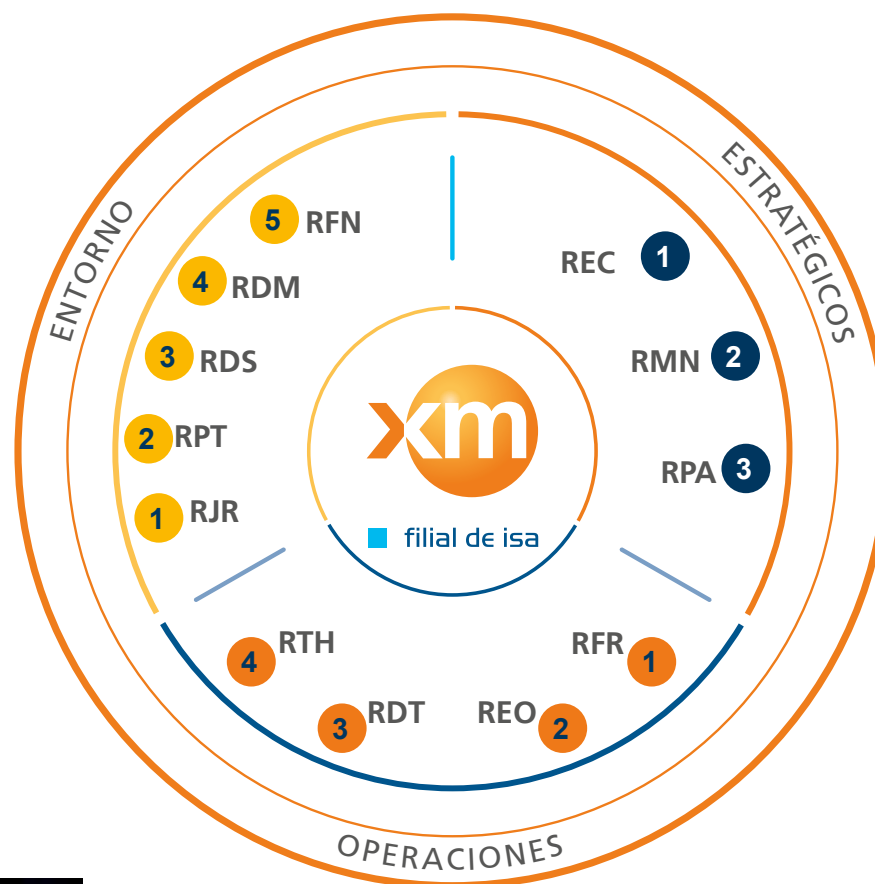 ENTORNO
ESTRATÉGICOS
OPERACIONES
5 RFN
4 RDM
3 RDS
2 RPT
1 RJR
REC 1
RMN 2
RPA 3
xm
filial de isa
4 RTH
3 RDT
RFR 1
REO 2